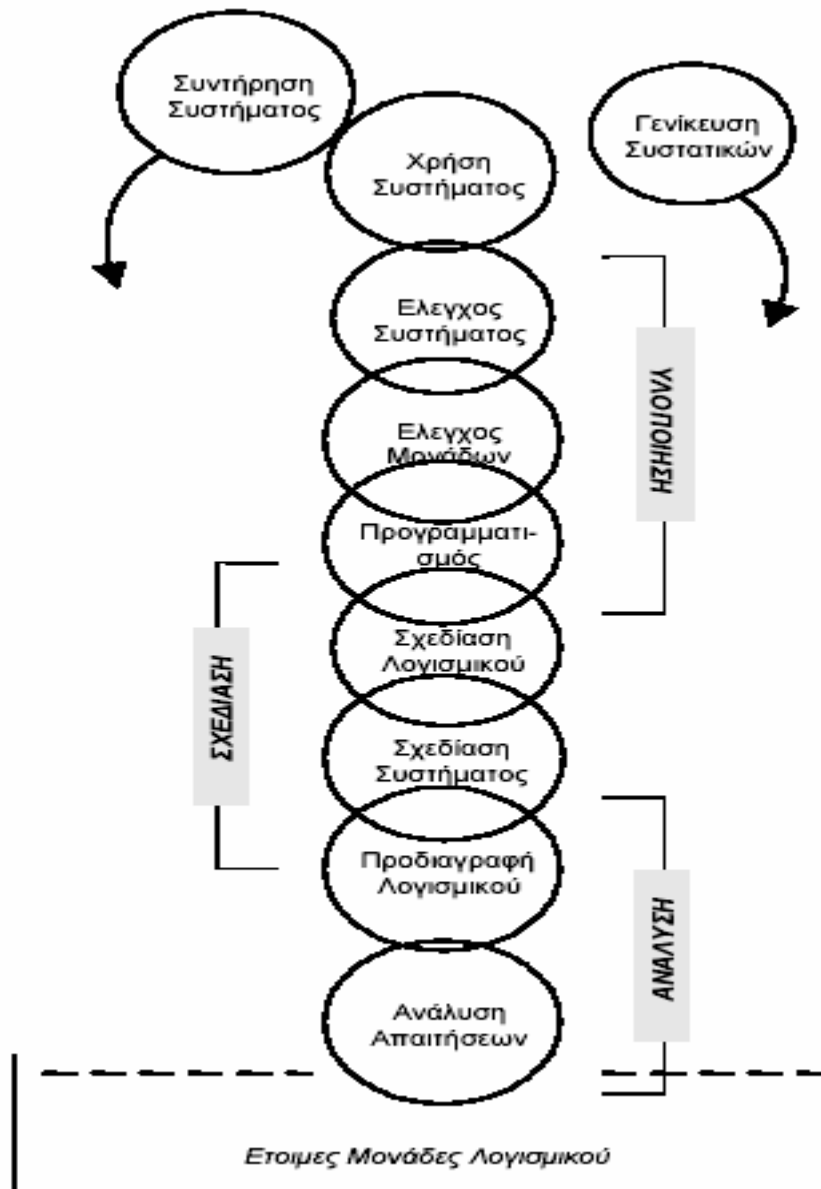 Συντήρηση
Συστήματος
Γενίκευση
Συστατικών
Χρήση
Συστήματος
Ελεγχος
Συστήματος
ΥΛΟΠΟΙΗΣΗ
Ελεγχος
Μονάδων
Προγραμματι-
σμός
Σχεδίαση
Λογισμικού
ΣΧΕΔΙΑΣΗ
Σχεδίαση
Συστήματος
Προδιαγραφή
Λογισμικού
ΑΝΑΛΥΣΗ
Ανάλυση
Απαιτήσεων
Ετοιμες Μονάδες Λογισμικού